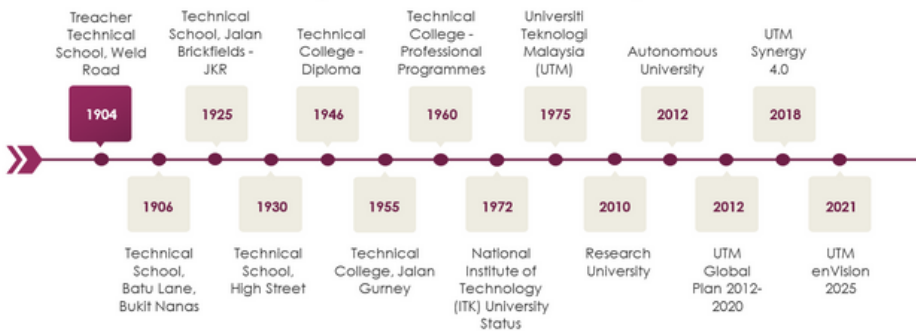 Treacher
Technical
School, Weld
Road
1904
1906
Technical
School,
Batu Lane,
Bukit Nanas
Technical
School, Jalan
Brickfields -
JKR
1925
1930
Technical
School,
High Street
Technical
College -
Diploma
1946
1955
Technical
College, Jalan
Gurney
Technical
College -
Professional
Programmes
1960
1972
National
Institute of
Technology
(ITK) University
Status
Universiti
Teknologi
Malaysia
(UTM)
1975
2010
Research
University
Autonomous
University
2012
2012
UTM
Global
Plan 2012-
2020
UTM
Synergy
4.0
2018
2021
UTM
enVision
2025